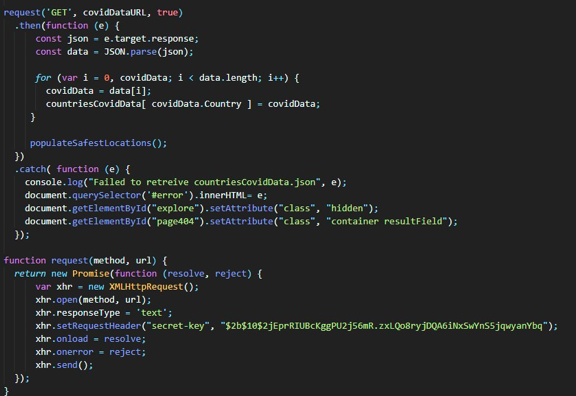 request('GET', covidDataURL, true)
.then(function (e) {
const json = e.target.response;
const data = JSON.parse(json);
for (var i = 0, covidData; i < data.length; i++) {
covidData = data[i];
countriesCovidData[ covidData.Country ] = covidData;
}
populateSafestLocations();
})
.catch( function (e) {
console.log("Failed to retreive countriesCovidData.json", e);
document.querySelector('#error').innerHTML= e;
document.getElementById("explore").setAttribute("class", "hidden");
document.getElementById("page404").setAttribute("class", "container resultField");
});
function request(method, url) {
return new Promise(function (resolve, reject) {
var xhr = new XMLHttpRequest();
xhr.open(method, url);
xhr.responseType = 'text';
xhr.setRequestHeader("secret-key", "$2b$10$2jEprRIUBcKggPU2j56mR.zxLQo8ryjDQA6iNxSwYnS5jqwyanYbq");
xhr.onload = resolve;
xhr.onerror = reject;
xhr.send();
});
}